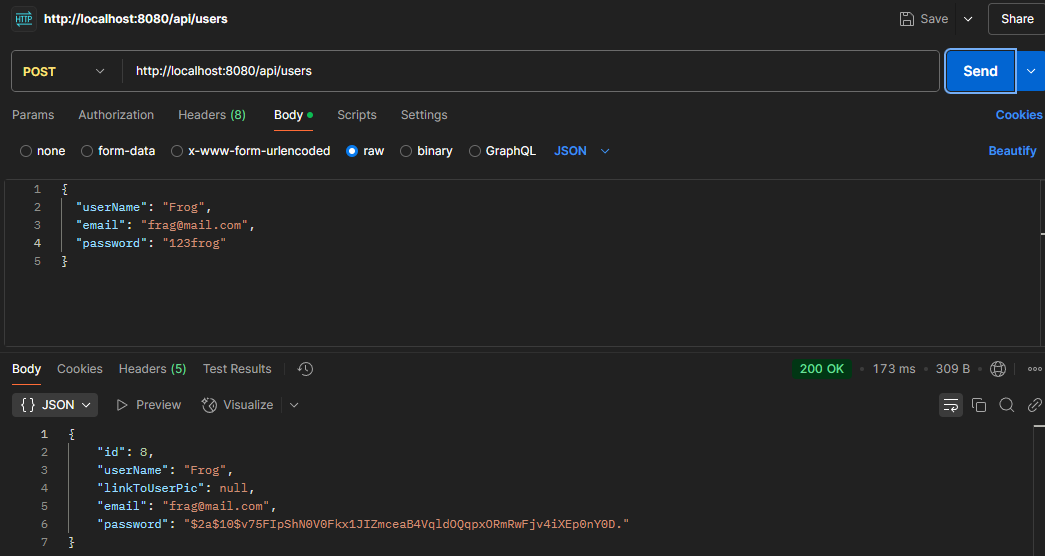 HTTP http://localhost:8080/api/users Save Share
POST http://localhost:8080/api/users Send
Params Authorization Headers (8) Body Scripts Settings Cookies
none form-data x-www-form-urlencoded raw binary GraphQL JSON Beautify
1 {
2 "userName": "Frog",
3 "email": "frag@mail.com",
4 "password": "123frog"
5 }
Body Cookies Headers (5) Test Results 200 OK 173 ms 309 B
{} JSON Preview Visualize
1 {
2 "id": 8,
3 "userName": "Frog",
4 "linkToUserPic": null,
5 "email": "frag@mail.com",
6 "password": "$2a$10$v75FIpShN0V0Fkx1JIZmceaB4VqldOQqpxORmRwFjv4iXEp0nY0D."
7 }